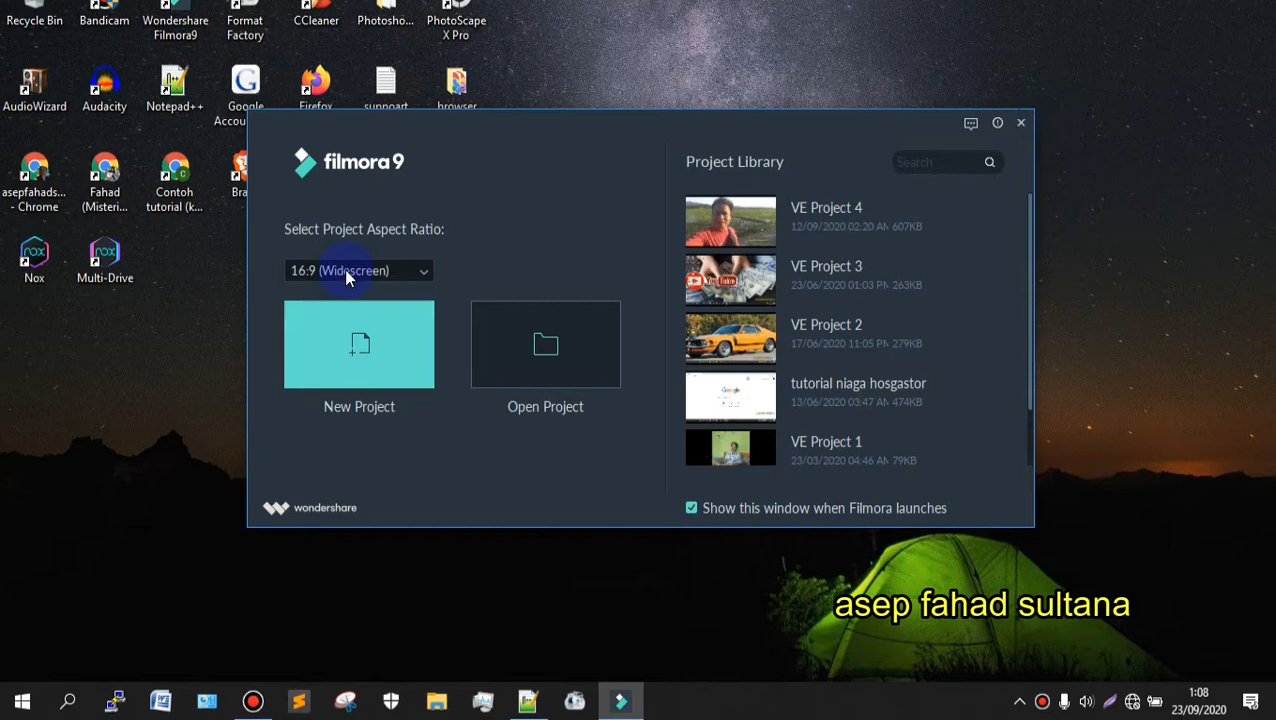 Recycle Bin
Bandicam
Wondershare
Filmora9
Format
Factory
CCleaner
Photosho...
PhotoScape
X Pro
AudioWizard
Audacity
Notepad++
Google
Accou...
Firefox
browser
asepfahads...
- Chrome
Fahad
(Misteri...
Contoh
tutorial (k...
Bra
Nox
Multi-Drive
filmora9
Select Project Aspect Ratio:
16:9 (Widescreen)
New Project
Open Project
wondershare
Project Library
Search
VE Project 4
12/09/2020 02:20 AM 607KB
VE Project 3
23/06/2020 01:03 PM 263KB
VE Project 2
17/06/2020 11:05 PM 279KB
tutorial niaga hosgastor
13/06/2020 03:47 AM 474KB
VE Project 1
23/03/2020 04:46 AM 79KB
Show this window when Filmora launches
asep fahad sultana
1:08
23/09/2020